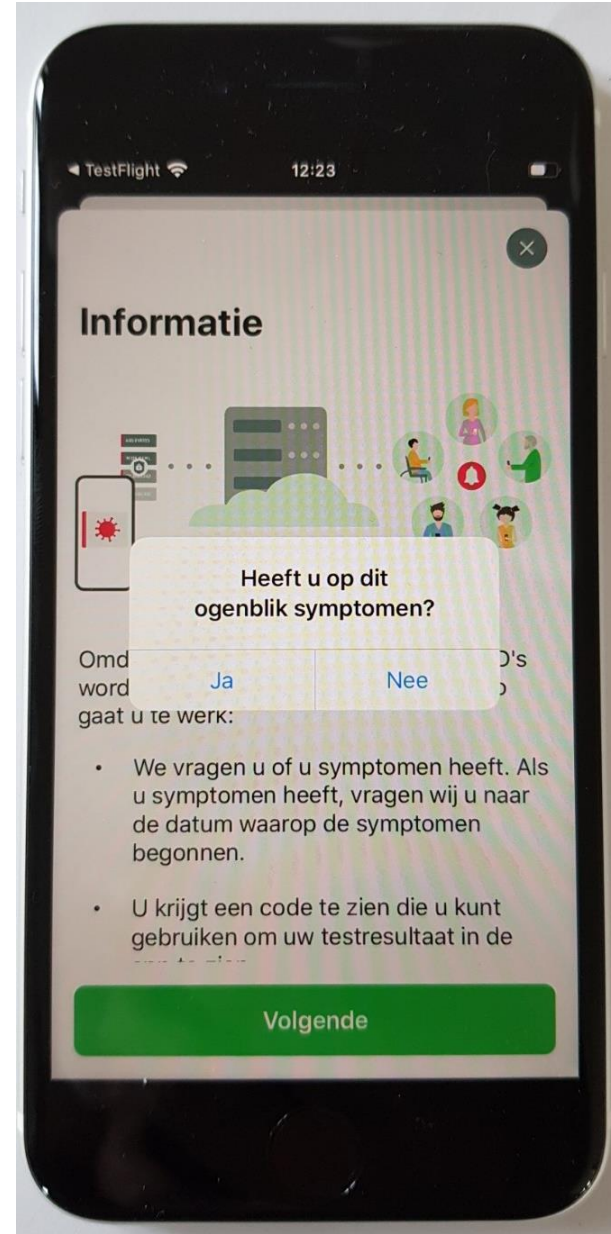 TestFlight
12:23
Informatie
Heeft u op dit
ogenblik symptomen?
Ja
Nee
Omd
D's
word
gaat u te werk:
• We vragen u of u symptomen heeft. Als
u symptomen heeft, vragen wij u naar
de datum waarop de symptomen
begonnen.
• U krijgt een code te zien die u kunt
gebruiken om uw testresultaat in de
Volgende